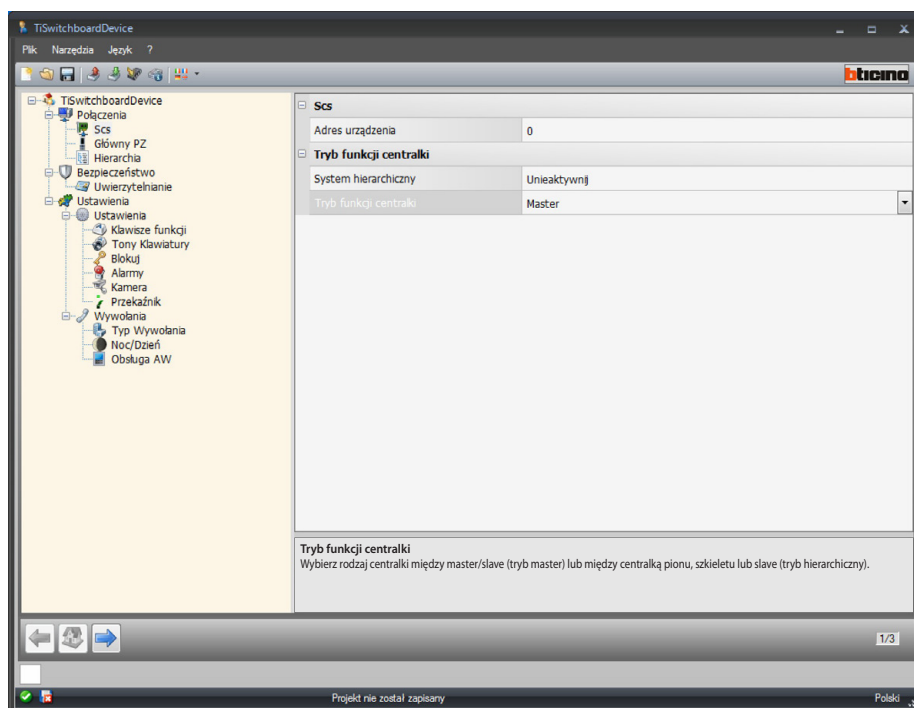 TiSwitchboardDevice
Plik Narzędzia Język ?
bticino
TiSwitchboardDevice
Połączenia
Scs
Główny PZ
Hierarchia
Bezpieczeństwo
Uwierzytelnianie
Ustawienia
Ustawienia
Klawisze funkcji
Tony Klawiatury
Blokuj
Alarmy
Kamera
Przekaźnik
Wywołania
Typ Wywołania
Noc/Dzień
Obsługa AW
Scs
Adres urządzenia 0
Tryb funkcji centralki
System hierarchiczny Unieaktywnij
Tryb funkcji centralki Master
Tryb funkcji centralki
Wybierz rodzaj centralki między master/slave (tryb master) lub między centralką pionu, szkieletu lub slave (tryb hierarchiczny).
1/3
Projekt nie został zapisany Polski